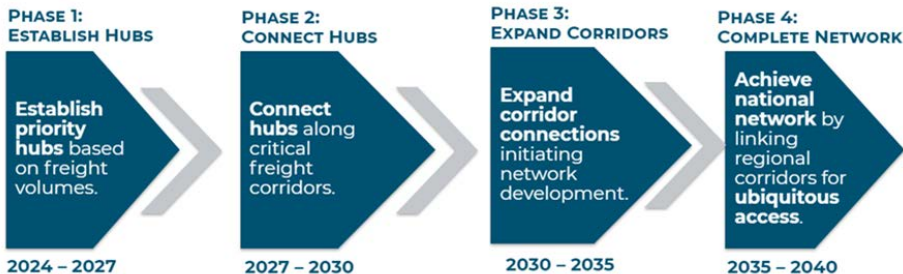 PHASE 1:
ESTABLISH HUBS
Establish
priority
hubs based
on freight
volumes.
2024 – 2027
PHASE 2:
CONNECT HUBS
Connect
hubs along
critical
freight
corridors.
2027 – 2030
PHASE 3:
EXPAND CORRIDORS
Expand
corridor
connections
initiating
network
development.
2030 – 2035
PHASE 4:
COMPLETE NETWORK
Achieve
national
network by
linking
regional
corridors for
ubiquitous
access.
2035 – 2040